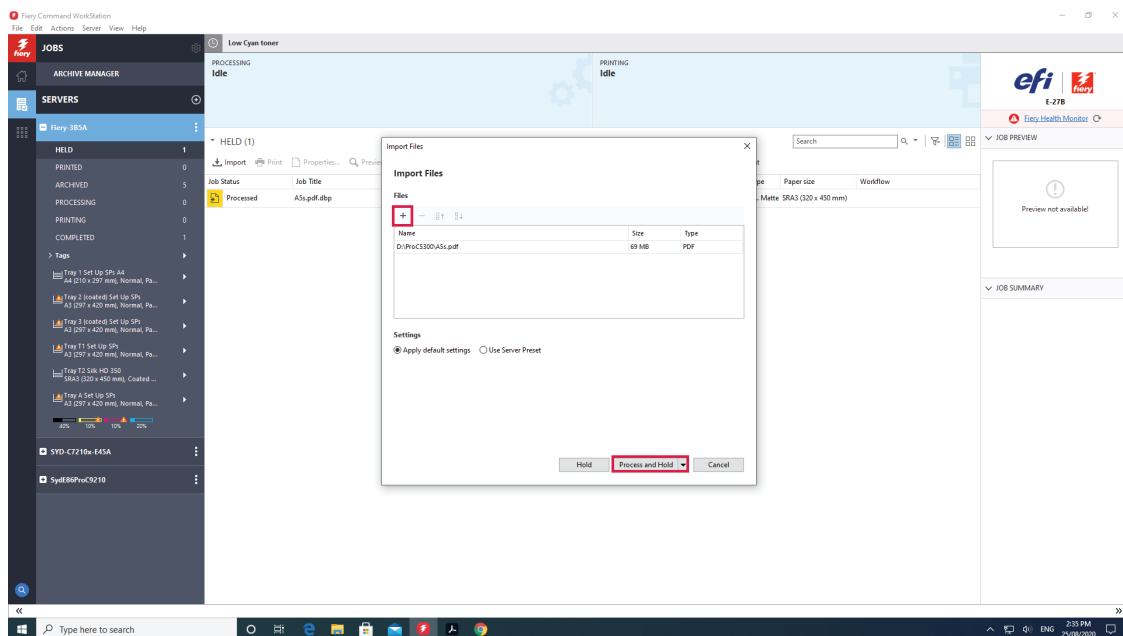 Fiery Command WorkStation
File Edit Actions Server View Help
fiery
JOBS
Low Cyan toner
ARCHIVE MANAGER
SERVERS
Fiery-3B5A
HELD 1
PRINTED 0
ARCHIVED 5
PROCESSING 0
PRINTING 0
COMPLETED 1
Tags
Tray 1 Set Up SPs A4
A4 (210 x 297 mm), Normal, Pa...
Tray 2 (coated) Set Up SPs
A3 (297 x 420 mm), Normal, Pa...
Tray 3 (coated) Set Up SPs
A3 (297 x 420 mm), Normal, Pa...
Tray T1 Set Up SPs
A3 (297 x 420 mm), Normal, Pa...
Tray T2 Silk HD 350
SRA3 (320 x 450 mm), Coated ...
Tray A Set Up SPs
A3 (297 x 420 mm), Normal, Pa...
40% 10% 10% 20%
SYD-C7210x-E45A
SydE86ProC9210
PROCESSING
Idle
PRINTING
Idle
HELD (1)
Search
Import Print Properties... Previe
Job Status Job Title
pe Paper size Workflow
Processed A5s.pdf.dbp
.. Matte SRA3 (320 x 450 mm)
Import Files
Import Files
Files
Name Size Type
D:\ProC5300\A5s.pdf 69 MB PDF
Settings
Apply default settings Use Server Preset
Hold Process and Hold Cancel
efi fiery
E-27B
Fiery Health Monitor
JOB PREVIEW
Preview not available!
JOB SUMMARY
Type here to search
ENG
2:35 PM
25/08/2020